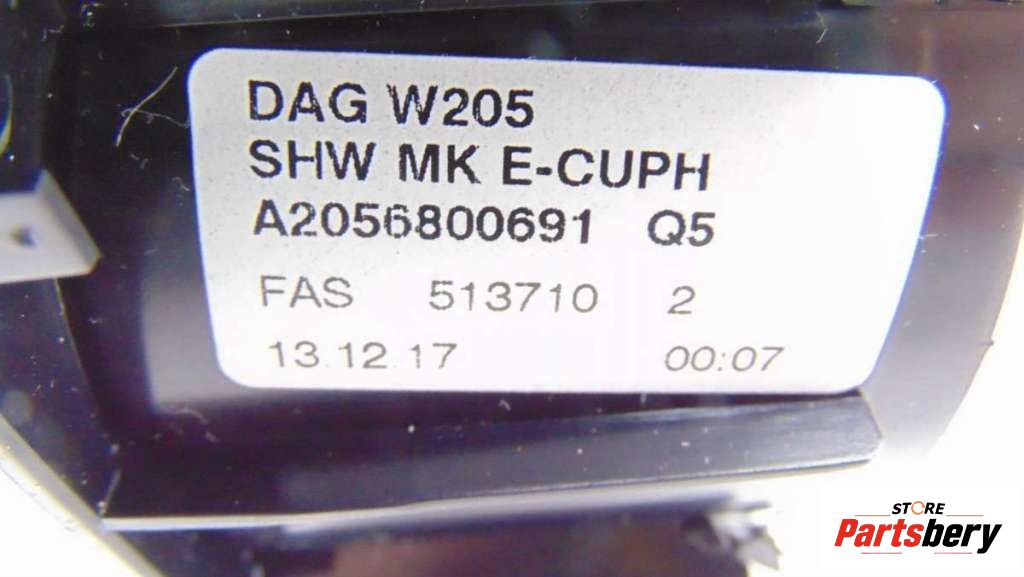 DAG W205
SHW MK E-CUPH
A2056800691 Q5
FAS 513710 2
13.12.17 00:07
STORE
Partsbery